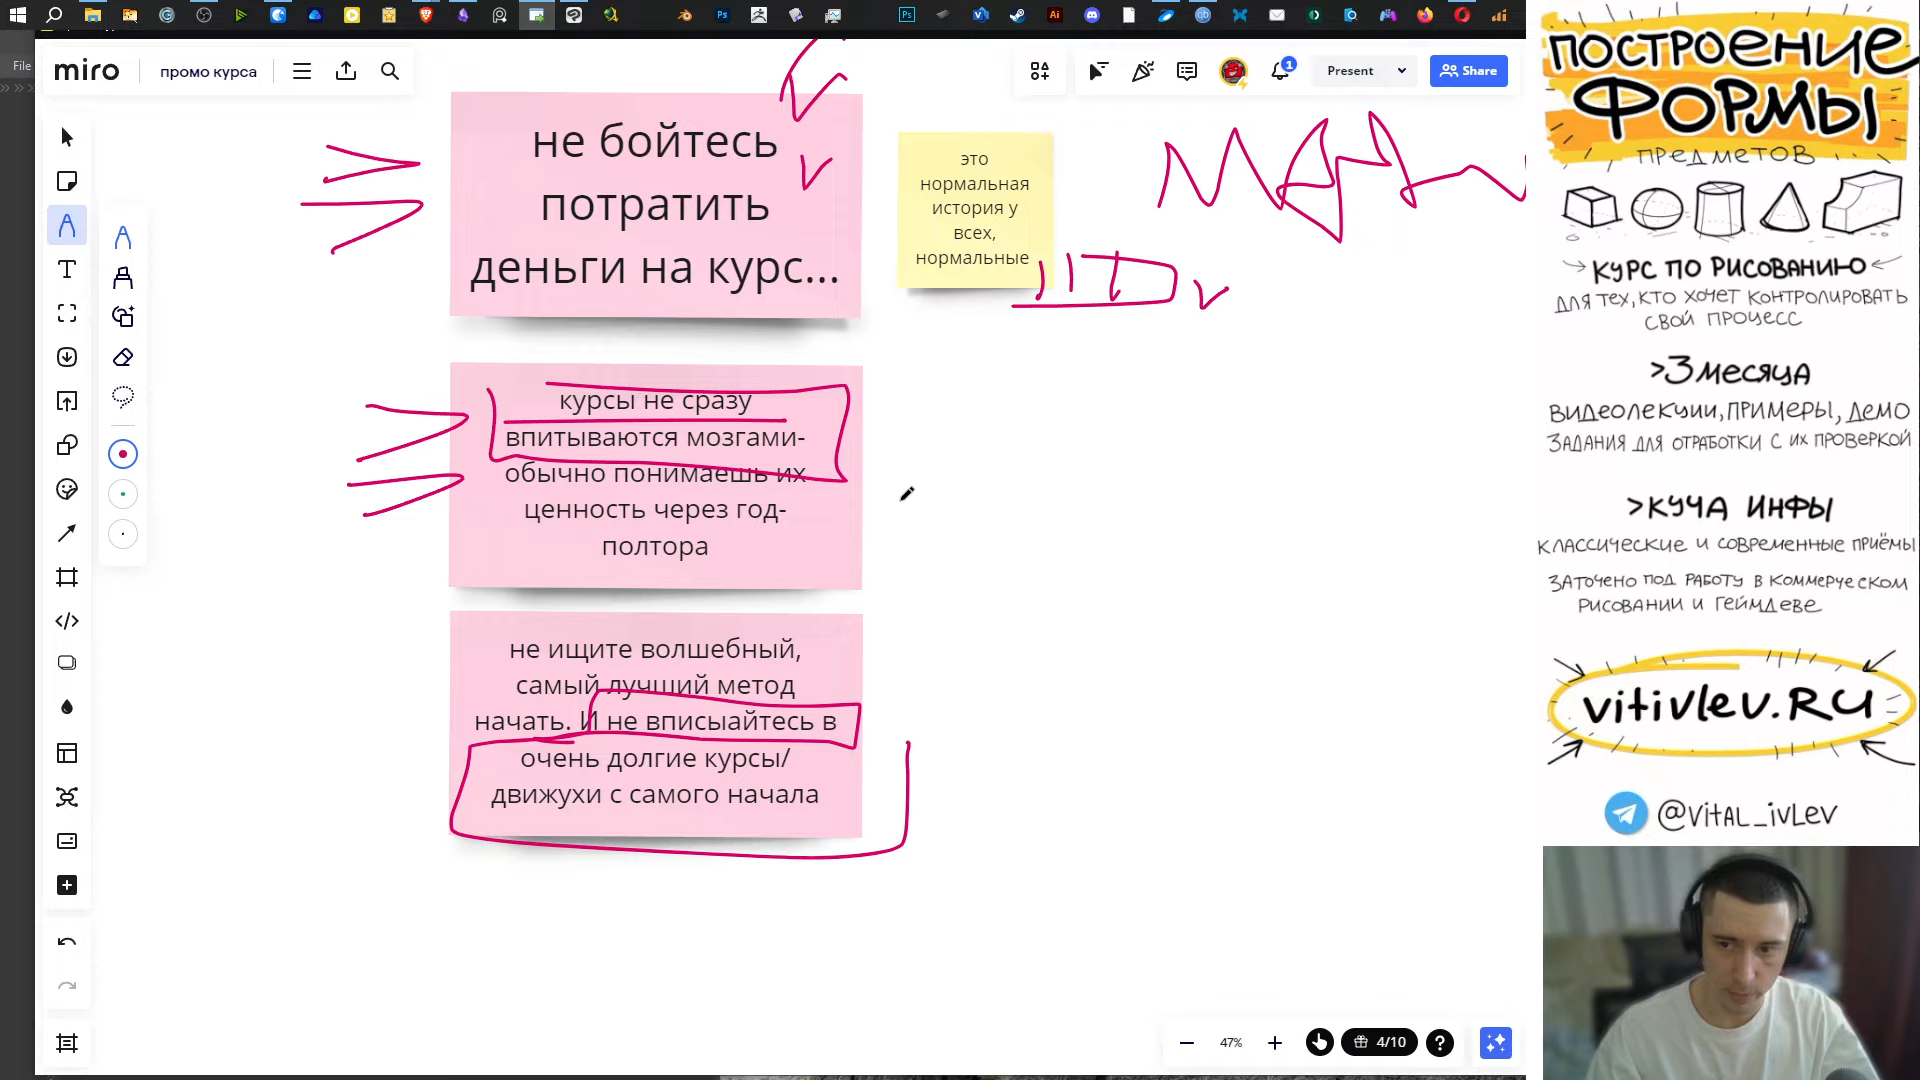 File
miro
промо курса
Present
Share
1
не бойтесь
потратить
деньги на курс...
это
нормальная
история у
всех,
нормальные
курсы не сразу
впитываются мозгами-
обычно понимаешь их
ценность через год-
полтора
не ищите волшебный,
самый лучший метод
начать. И не вписыайтесь в
очень долгие курсы/
движухи с самого начала
47%
4/10
ПОСТРОЕНИЕ
ФОРМЫ
ПРЕДМЕТОВ
КУРС ПО РИСОВАНИЮ
ДЛЯ ТЕХ, КТО ХОЧЕТ КОНТРОЛИРОВАТЬ
СВОЙ ПРОЦЕСС
>3 месяца
ВИДЕОЛЕКЦИИ, ПРИМЕРЫ, ДЕМО
ЗАДАНИЯ ДЛЯ ОТРАБОТКИ С ИХ ПРОВЕРКОЙ
>КУЧА ИНФЫ
КЛАССИЧЕСКИЕ И СОВРЕМЕННЫЕ ПРИЁМЫ
ЗАТОЧЕНО ПОД РАБОТУ В КОММЕРЧЕСКОМ
РИСОВАНИИ И ГЕЙМДЕВЕ
vitivlev.RU
@VITAL_IVLEV